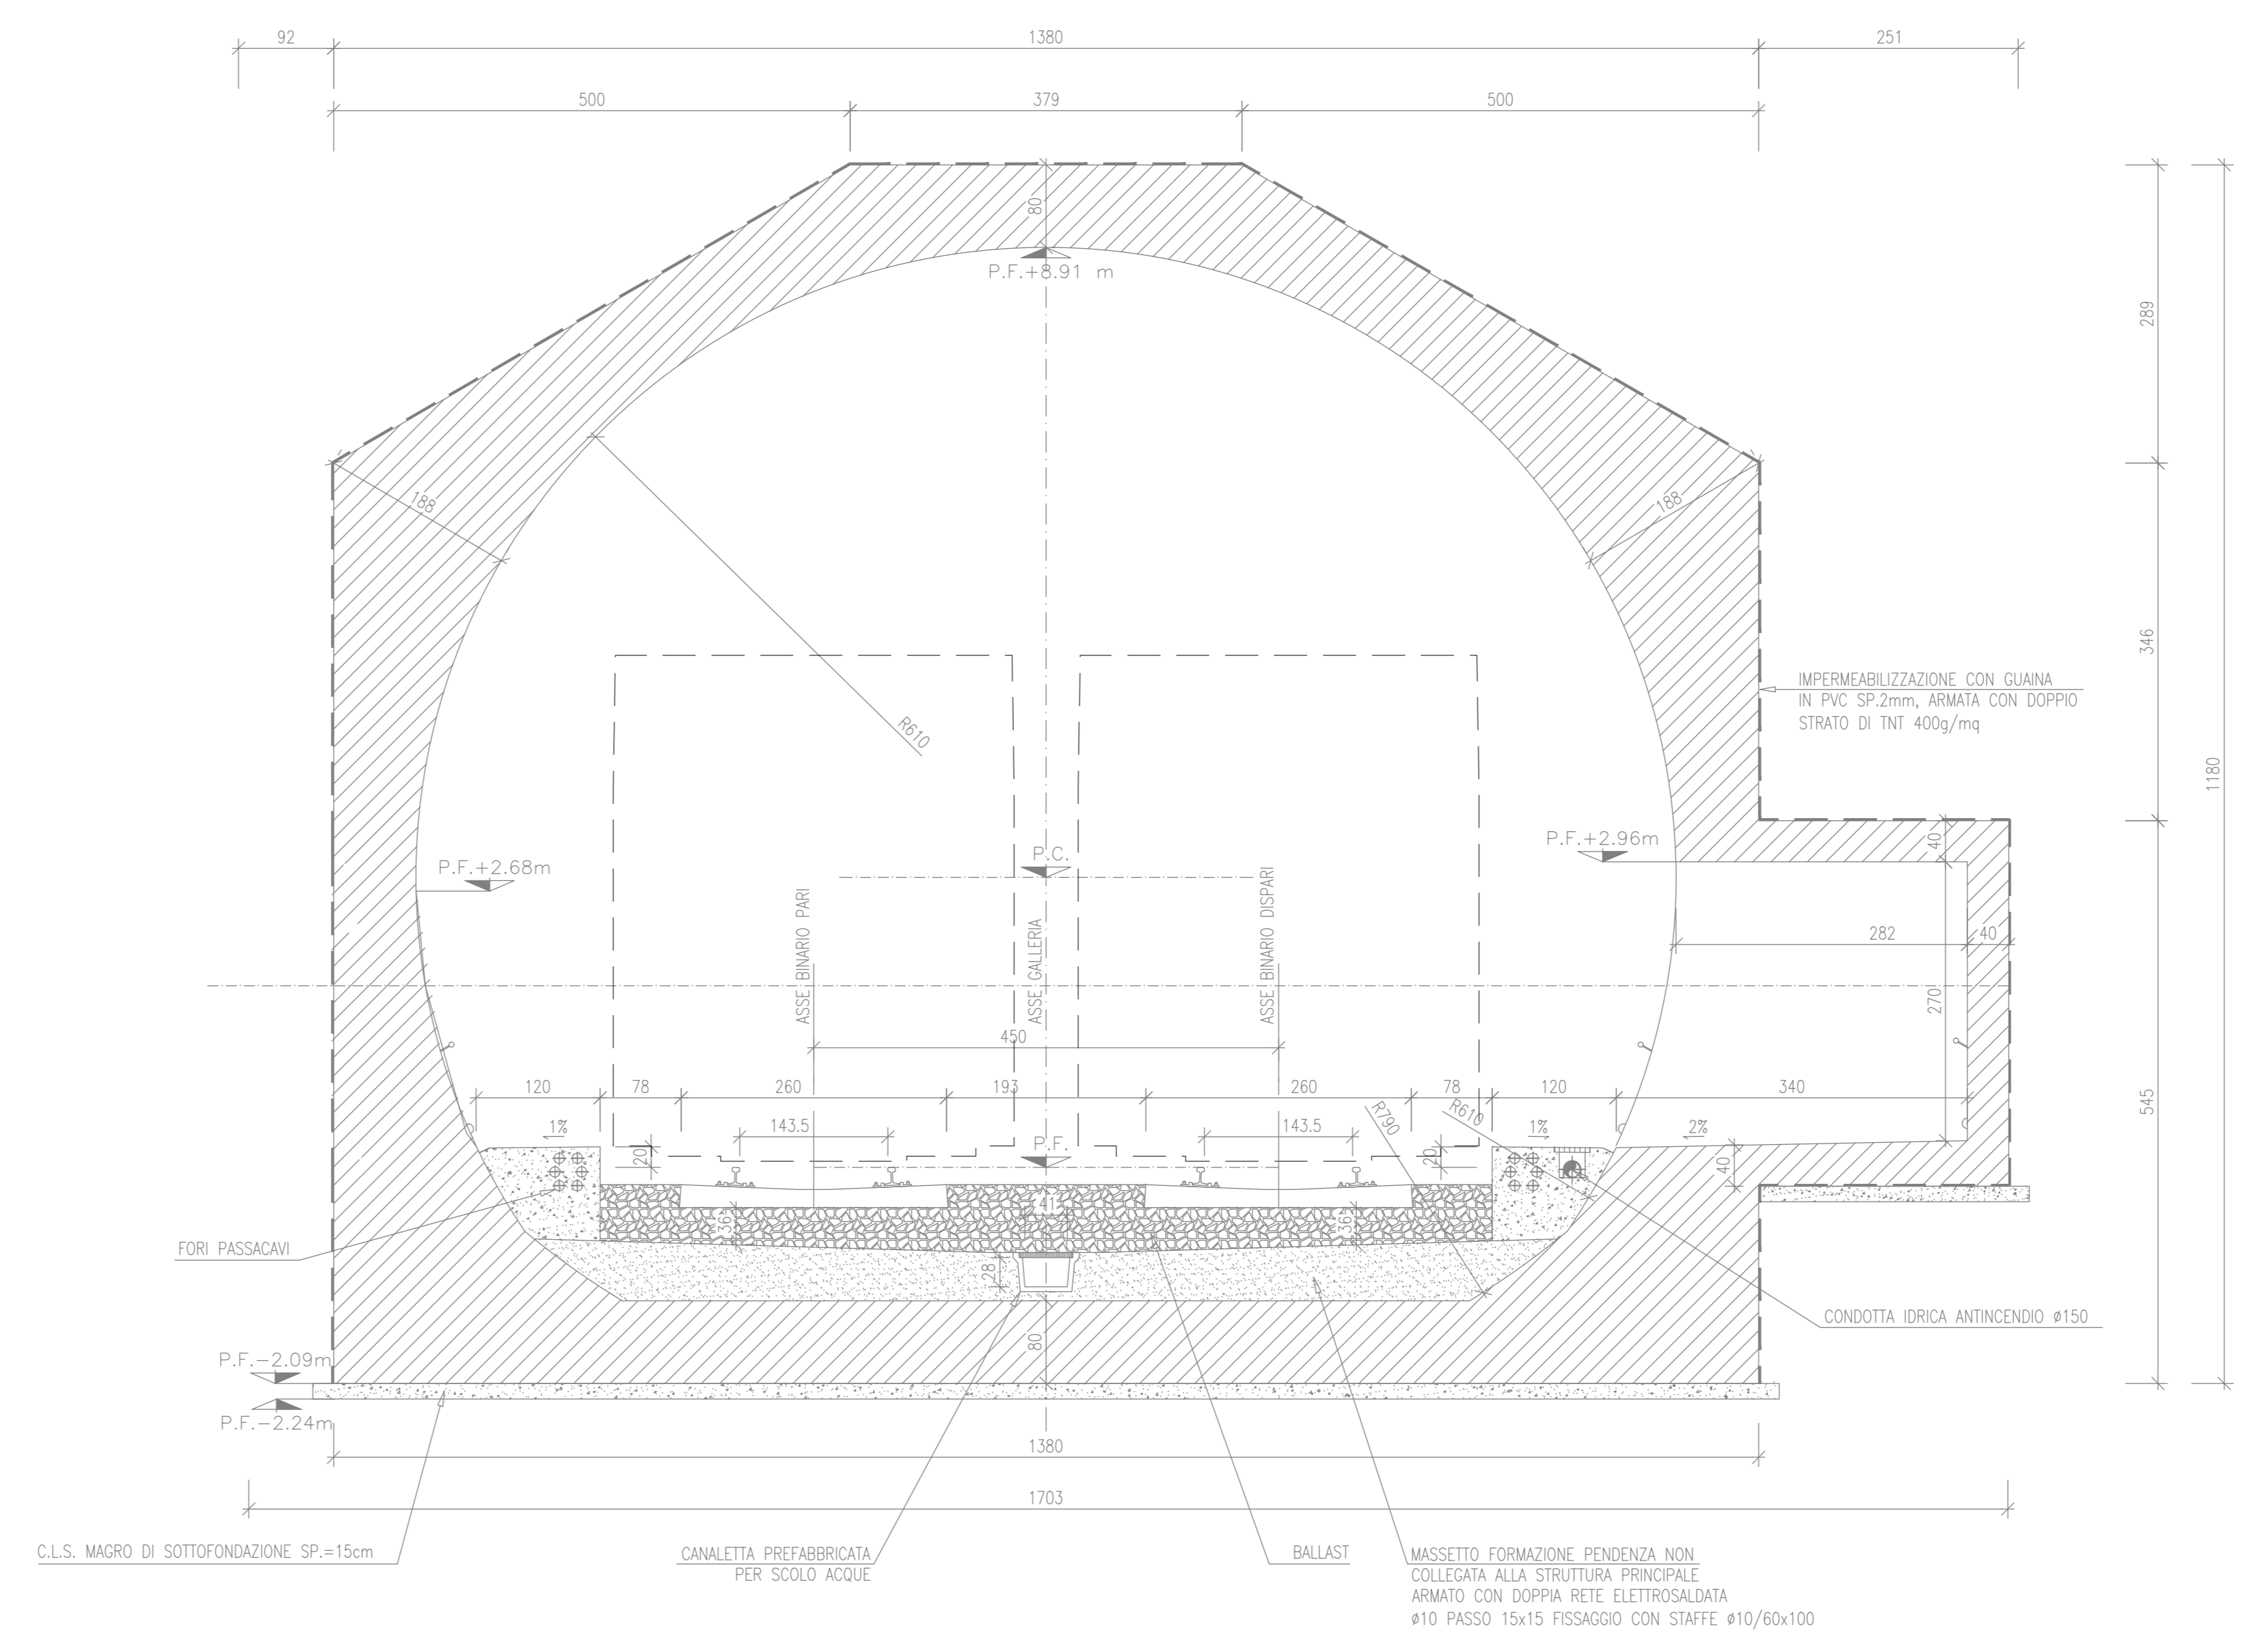 92
1380
251
500
379
500
80
P.F.+8.91 m
289
188
188
R610
346
IMPERMEABILIZZAZIONE CON GUAINA
IN PVC SP.2mm, ARMATA CON DOPPIO
STRATO DI TNT 400g/mq
1180
P.F.+2.68m
P.C.
P.F.+2.96m
40
ASSE BINARIO PARI
ASSE GALLERIA
ASSE BINARIO DISPARI
282
40
270
450
120
78
260
193
260
78
120
340
545
1%
143.5
R790
R610
143.5
1%
2%
20
P.F.
20
40
36
41
36
FORI PASSACAVI
28
80
CONDOTTA IDRICA ANTINCENDIO ø150
P.F.-2.09m
P.F.-2.24m
1380
1703
C.L.S. MAGRO DI SOTTOFONDAZIONE SP.=15cm
CANALETTA PREFABBRICATA
PER SCOLO ACQUE
BALLAST
MASSETTO FORMAZIONE PENDENZA NON
COLLEGATA ALLA STRUTTURA PRINCIPALE
ARMATO CON DOPPIA RETE ELETTROSALDATA
ø10 PASSO 15x15 FISSAGGIO CON STAFFE ø10/60x100